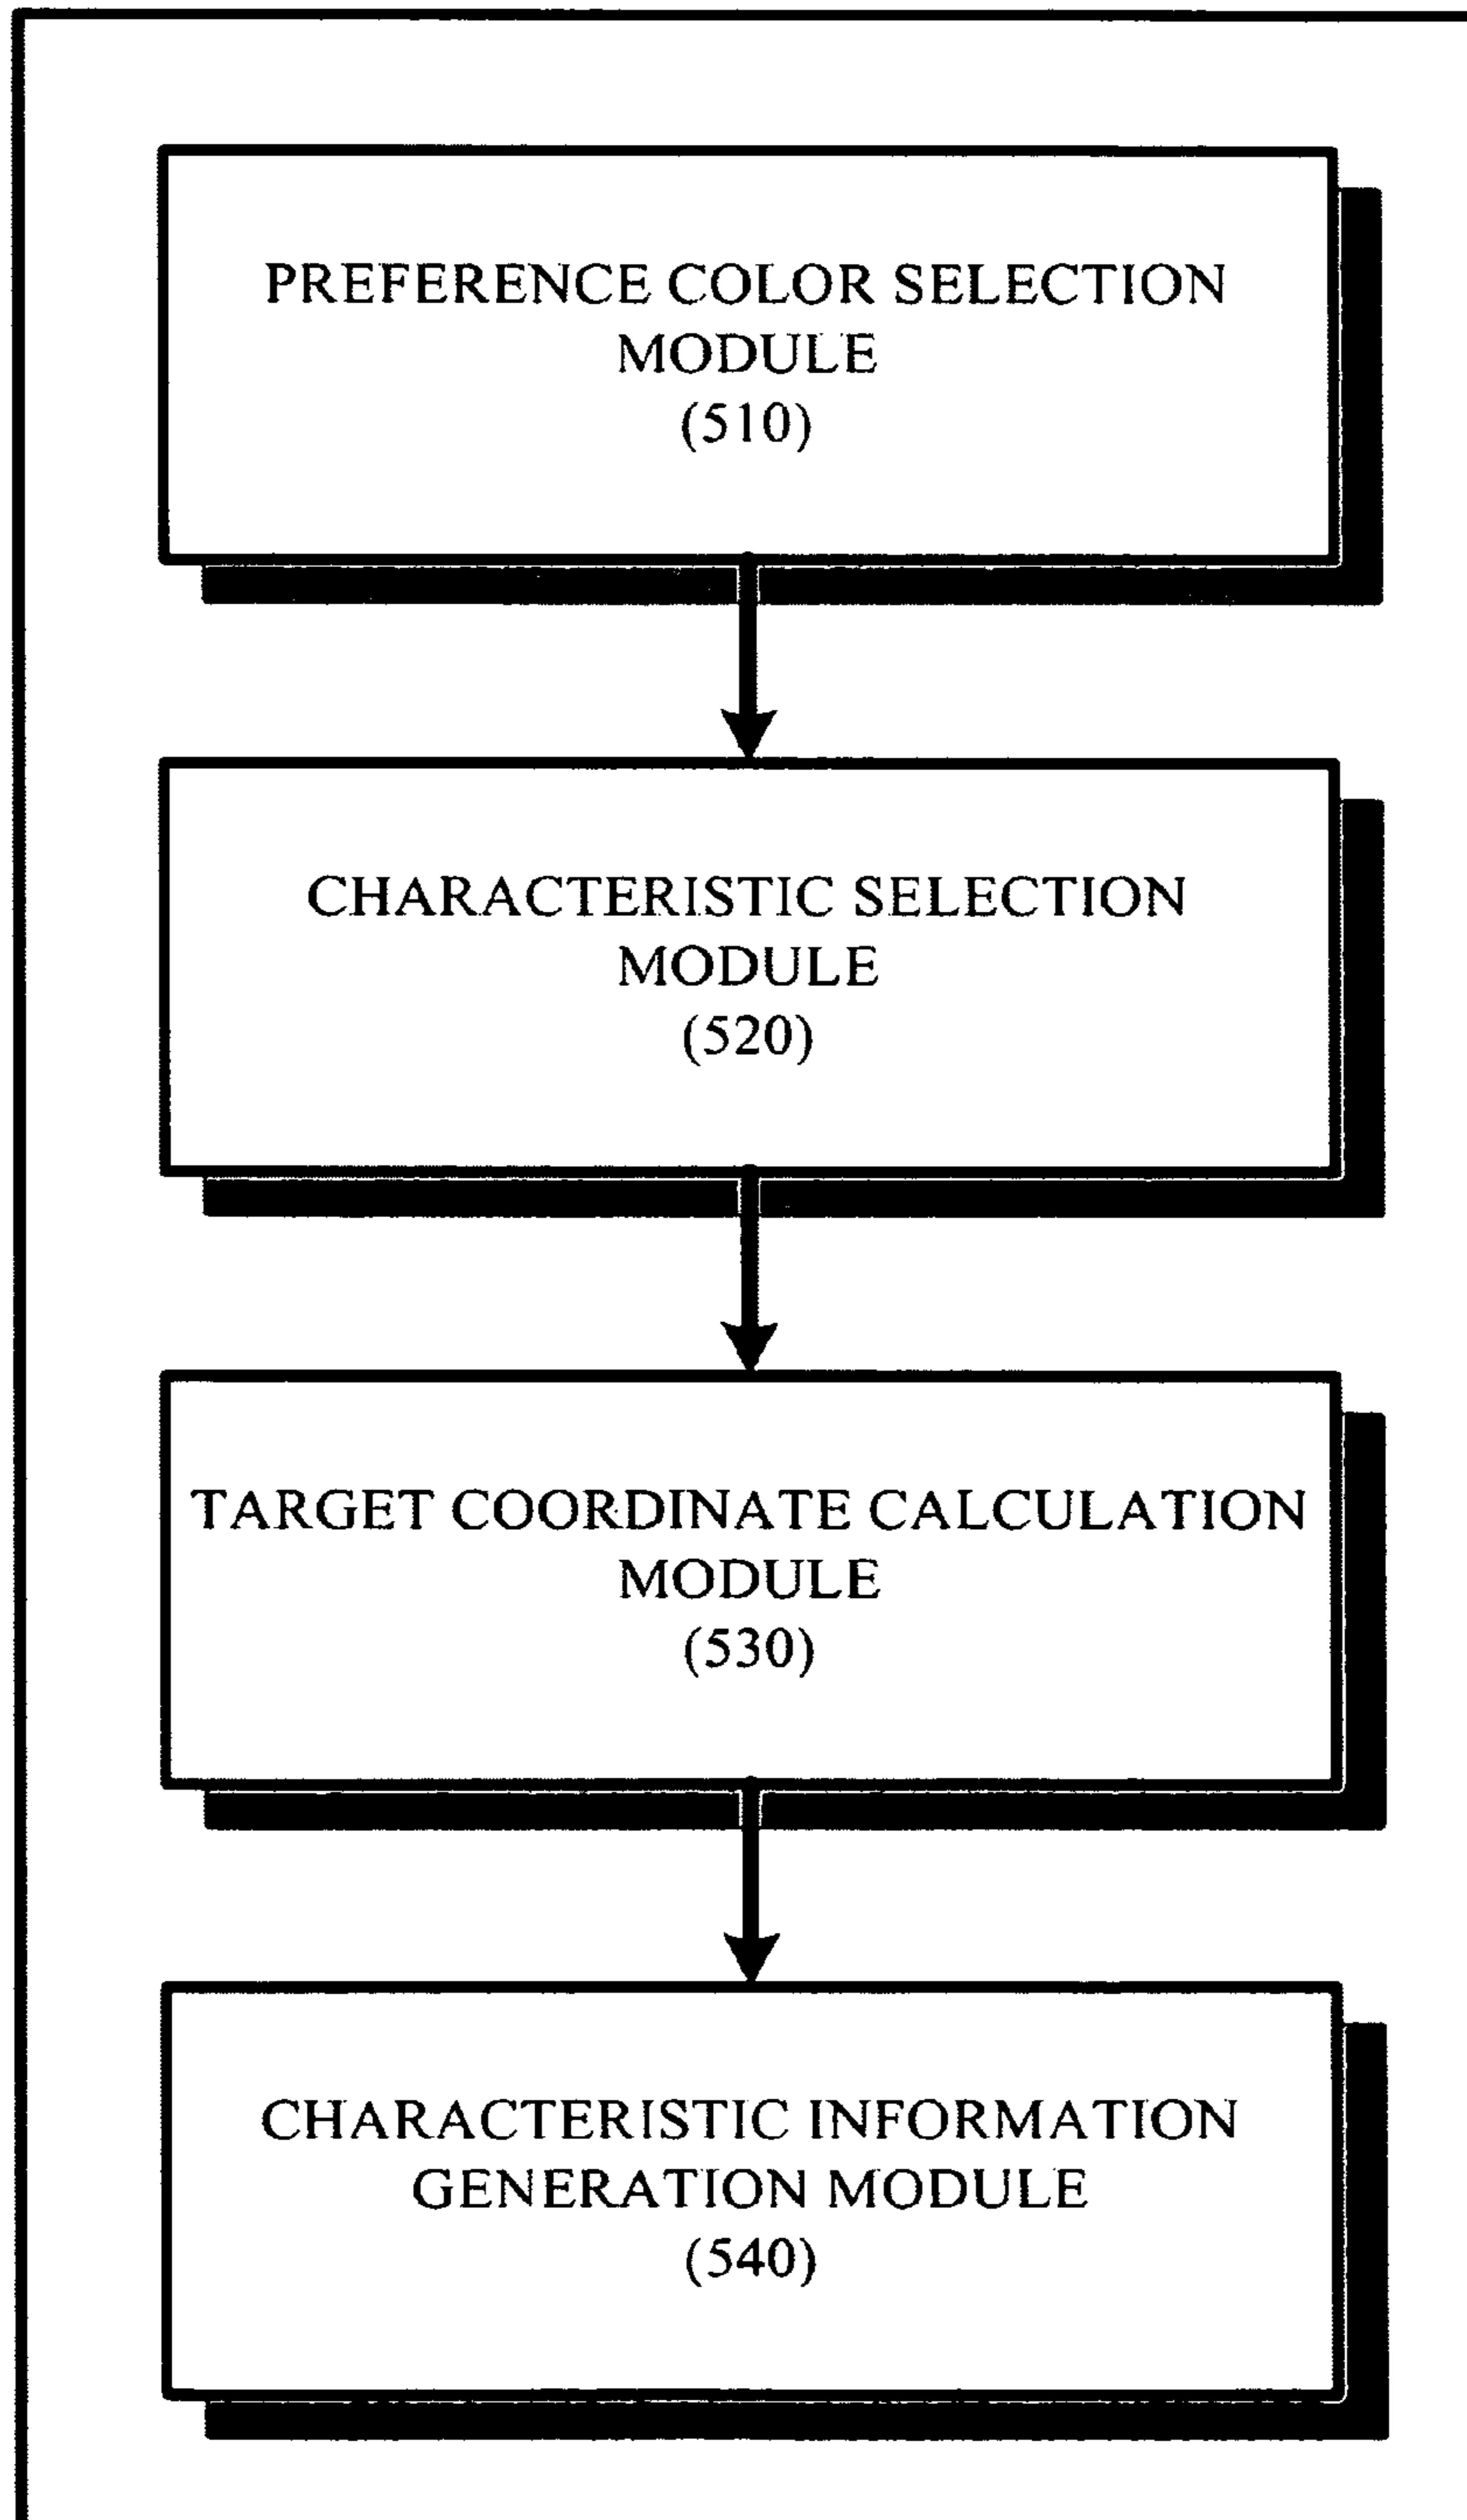 PREFERENCE COLOR SELECTION
MODULE
(510)
CHARACTERISTIC SELECTION
MODULE
(520)
TARGET COORDINATE CALCULATION
MODULE
(530)
CHARACTERISTIC INFORMATION
GENERATION MODULE
(540)